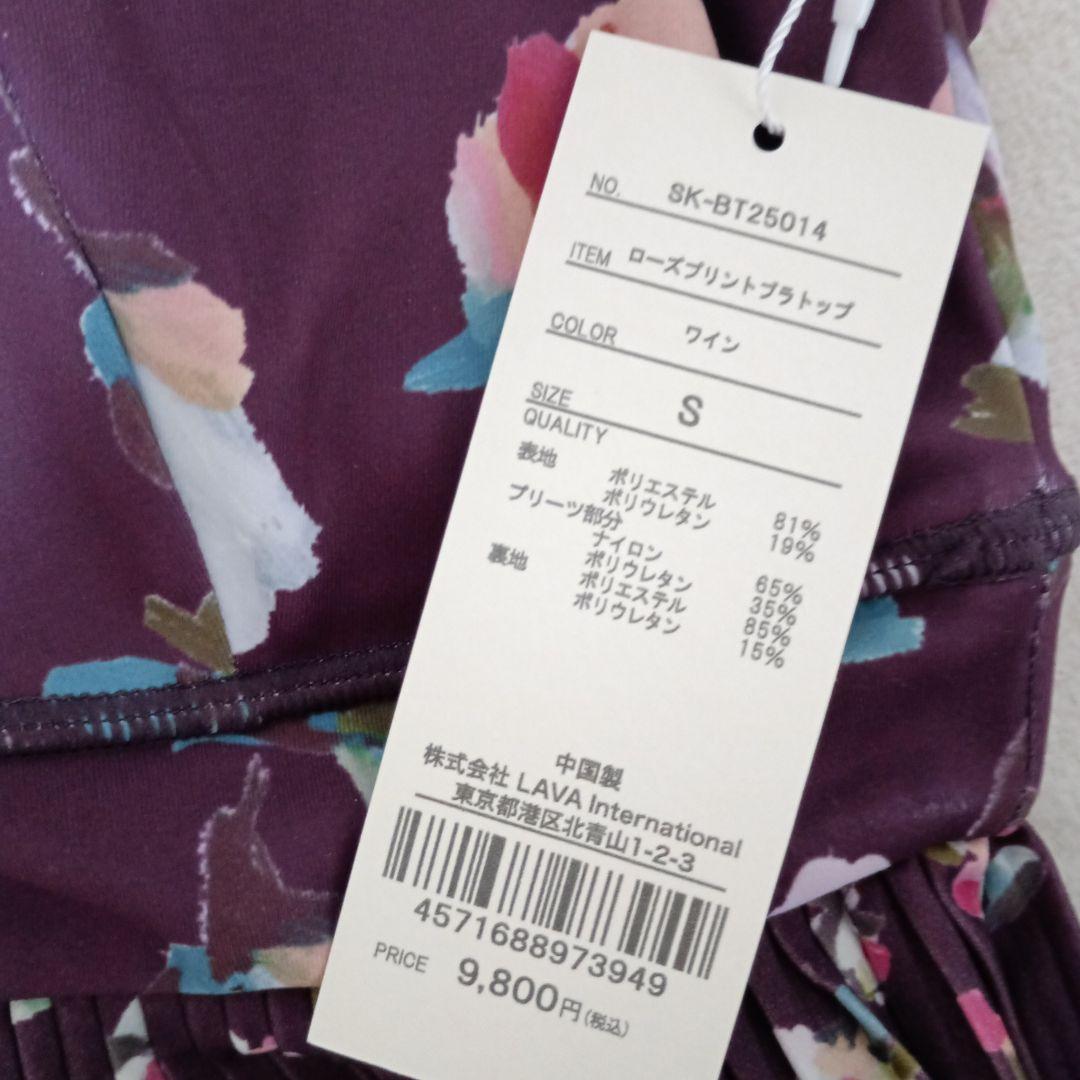 NO. SK-BT25014
ITEM ローズプリントブラトップ
COLOR ワイン
SIZE S
QUALITY
表地 ポリエステル 81%
ポリウレタン 19%
プリーツ部分
ナイロン 65%
ポリウレタン 35%
裏地 ポリエステル 85%
ポリウレタン 15%
中国製
株式会社 LAVA International
東京都港区北青山1-2-3
4571688973949
PRICE 9,800円(税込)